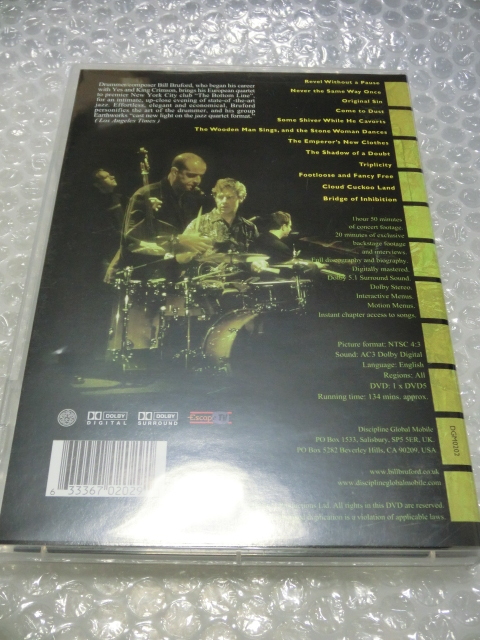 Drummer/composer Bill Bruford, who began his career
with Yes and King Crimson, brings his European quartet
to premier New York City club "The Bottom Line",
for an intimate, up-close evening of state-of-the-art
jazz. Effortless, elegant and economical, Bruford
personifies the art of the drummer, and his group
Earthworks "cast new light on the jazz quartet format."
(Los Angeles Times)
Revel Without a Pause
Never the Same Way Once
Original Sin
Come to Dust
Some Shiver While He Cavorts
The Wooden Man Sings, and the Stone Woman Dances
The Emperor's New Clothes
The Shadow of a Doubt
Triplicity
Footloose and Fancy Free
Cloud Cuckoo Land
Bridge of Inhibition
1hour 50 minutes
of concert footage.
20 minutes of exclusive
backstage footage
and interviews.
Full discography and biography.
Digitally mastered.
Dolby 5.1 Surround Sound.
Dolby Stereo.
Interactive Menus.
Motion Menus.
Instant chapter access to songs.
Picture format: NTSC 4:3
Sound: AC3 Dolby Digital
Language: English
Regions: All
DVD: 1 x DVD5
Running time: 134 mins. approx.
Discipline Global Mobile
PO Box 1533, Salisbury, SP5 5ER, UK.
PO Box 5282 Beverley Hills, CA 90209, USA
www.billbruford.co.uk
www.disciplineglobalmobile.com
Ltd. All rights in this DVD are reserved.
duplication is a violation of applicable laws.
DGM0202
DOLBY
DIGITAL
DOLBY
SURROUND
6 33367 0202